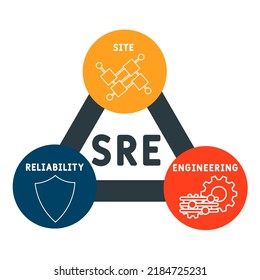 SITE
SRE
RELIABILITY
ENGINEERING
shutterstock.com · 2184725231